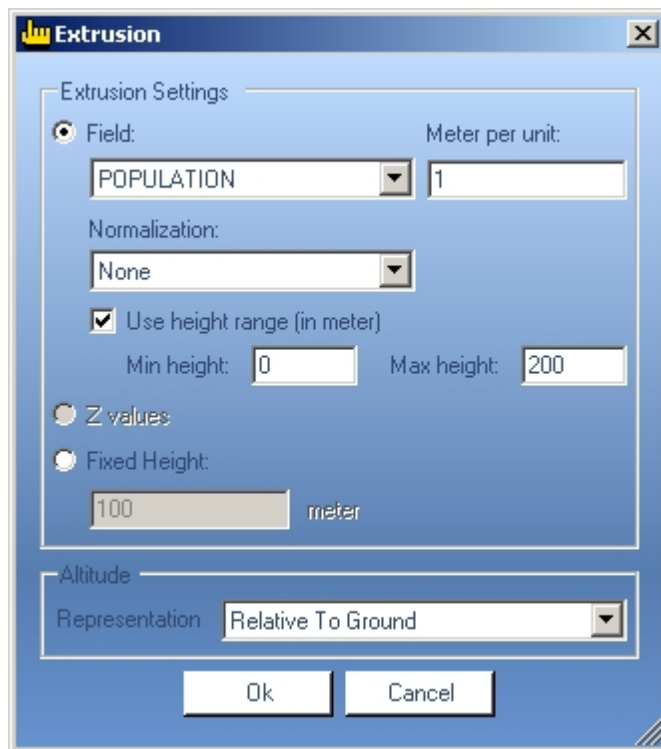 Extrusion
Extrusion Settings
Field: Meter per unit:
POPULATION 1
Normalization:
None
Use height range (in meter)
Min height: 0 Max height: 200
Z values
Fixed Height:
100 meter
Altitude
Representation Relative To Ground
Ok Cancel